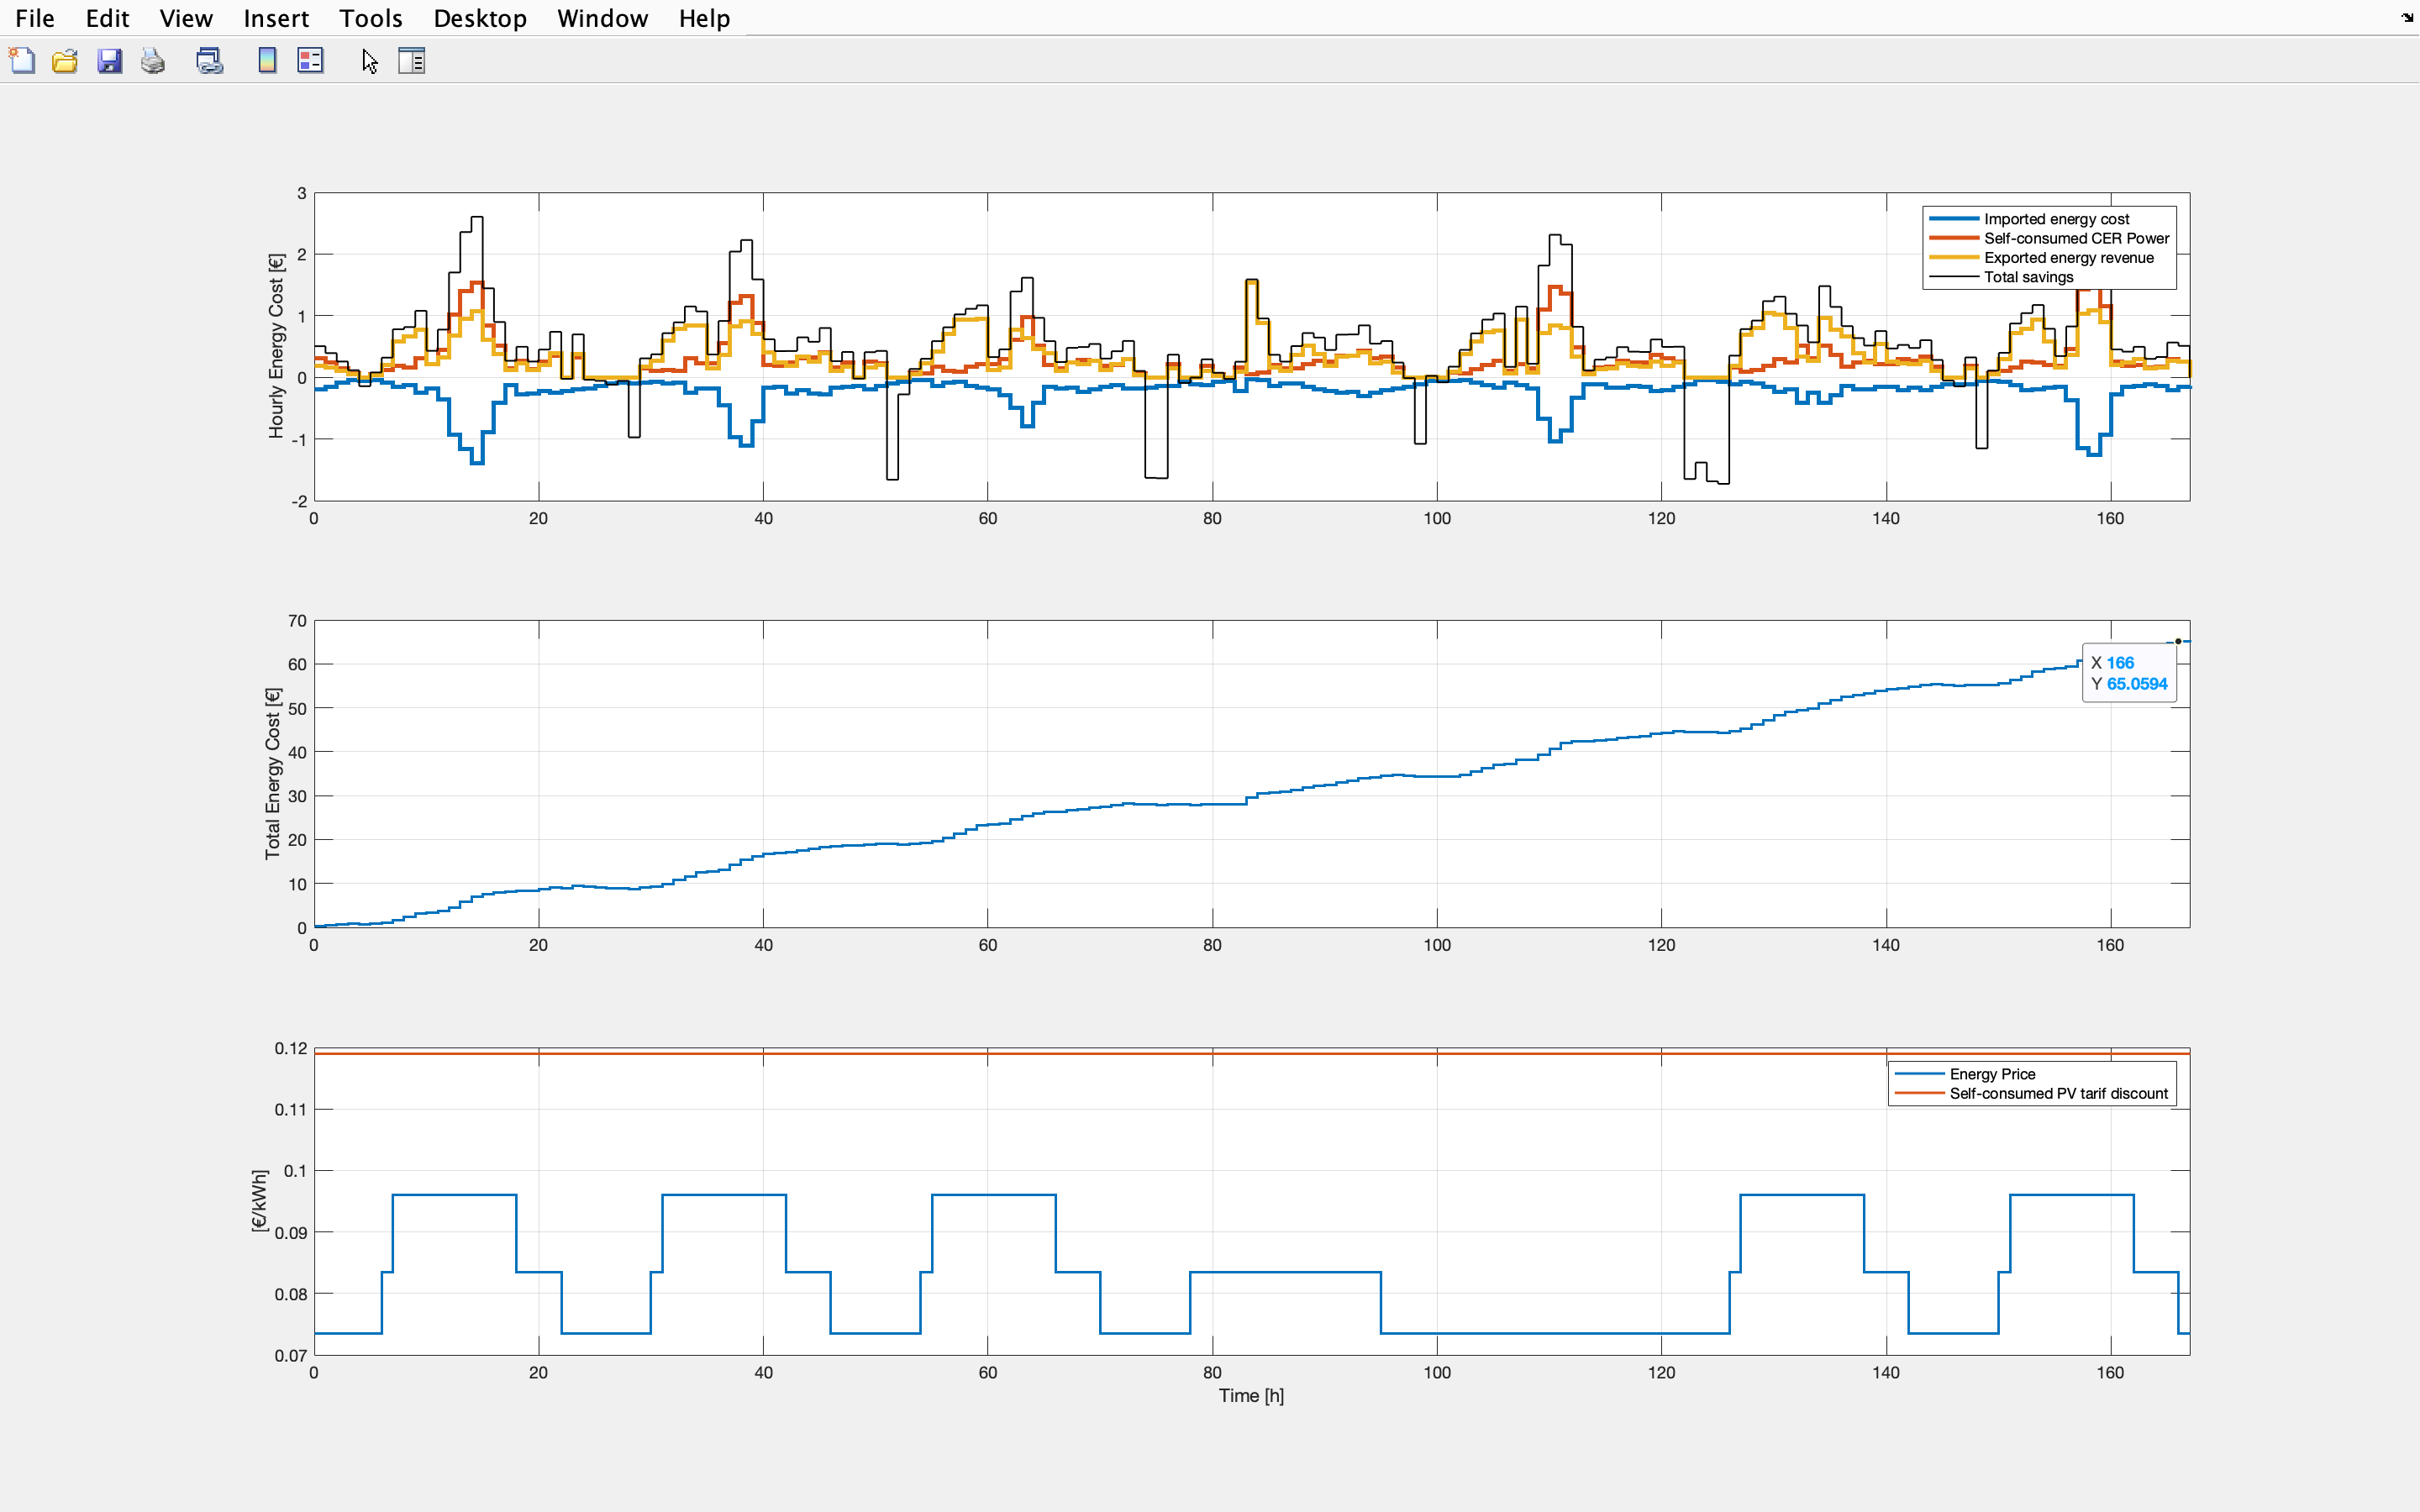 File Edit View Insert Tools Desktop Window Help
3
2
1
0
-1
-2
Hourly Energy Cost [€]
Imported energy cost
Self-consumed CER Power
Exported energy revenue
Total savings
0 20 40 60 80 100 120 140 160
70
60
50
40
30
20
10
0
Total Energy Cost [€]
X 166
Y 65.0594
0 20 40 60 80 100 120 140 160
0.12
0.11
0.1
0.09
0.08
0.07
[€/kWh]
Energy Price
Self-consumed PV tarif discount
0 20 40 60 80 100 120 140 160
Time [h]